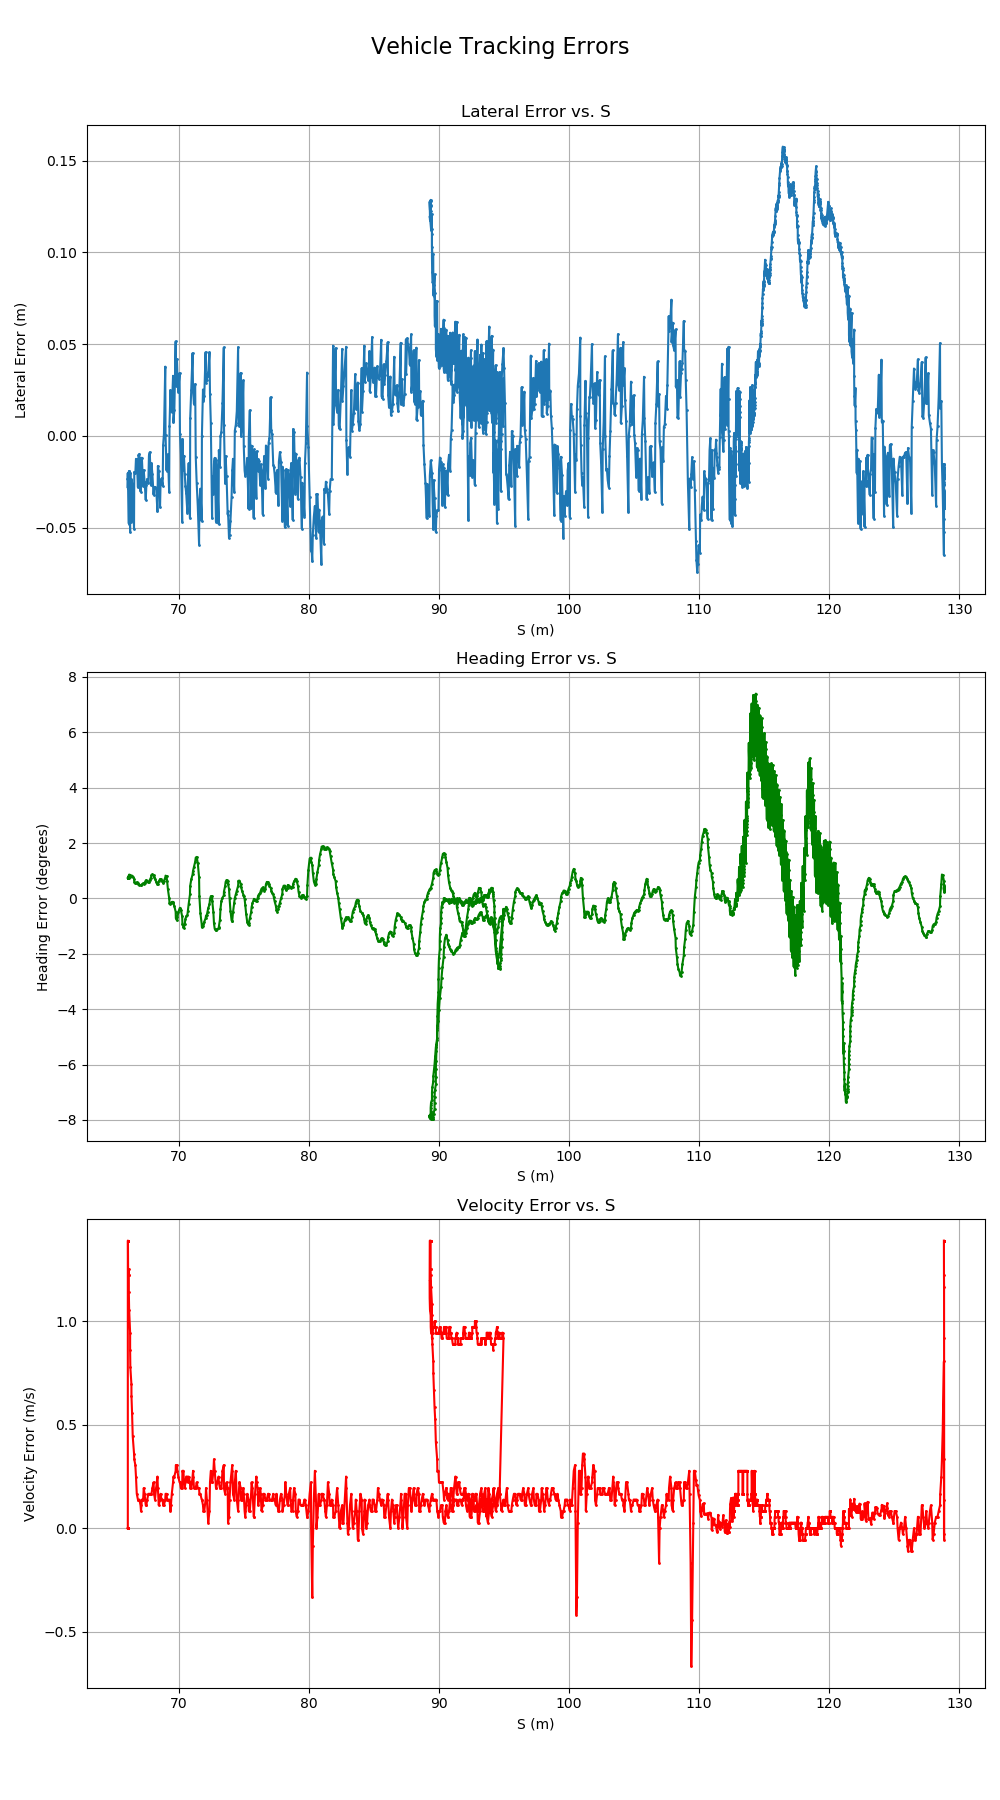 Vehicle Tracking Errors
Lateral Error vs. S
Lateral Error (m)
0.15
0.10
0.05
0.00
−0.05
70 80 90 100 110 120 130
S (m)
Heading Error vs. S
Heading Error (degrees)
8
6
4
2
0
−2
−4
−6
−8
70 80 90 100 110 120 130
S (m)
Velocity Error vs. S
Velocity Error (m/s)
1.0
0.5
0.0
−0.5
70 80 90 100 110 120 130
S (m)